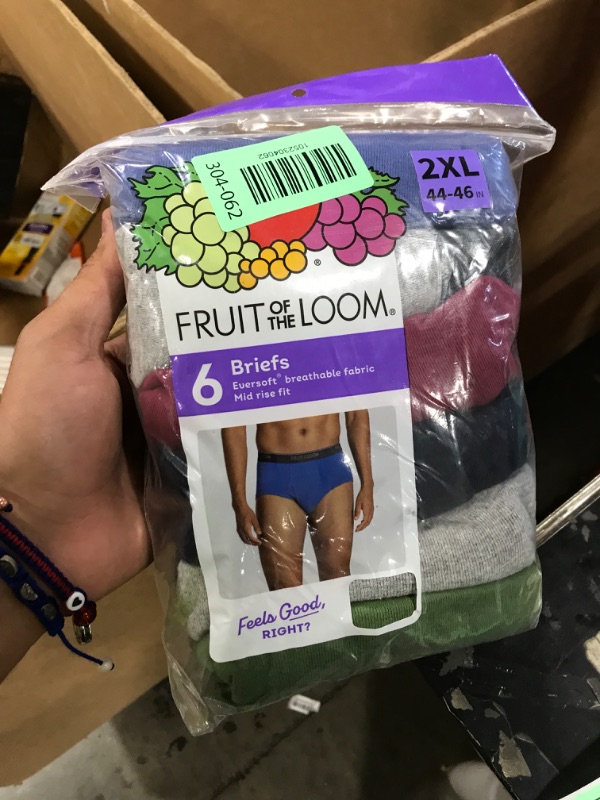 304-062
1052304062
2XL
44-46 IN
FRUIT OF THE LOOM®
®
6 Briefs
Eversoft® breathable fabric
Mid rise fit
Feels Good,
RIGHT?